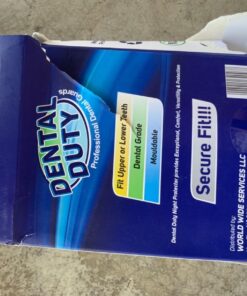 DENTAL
DUTY
Professional Dental Guards
Fit Upper or Lower Teeth
Dental Grade
Mouldable
Dental Duty Night Protector provides Exceptional, Comfort, Versatility & Protection
Secure Fit!!!
Distributed by:
WORLD WIDE SERVICES LLC